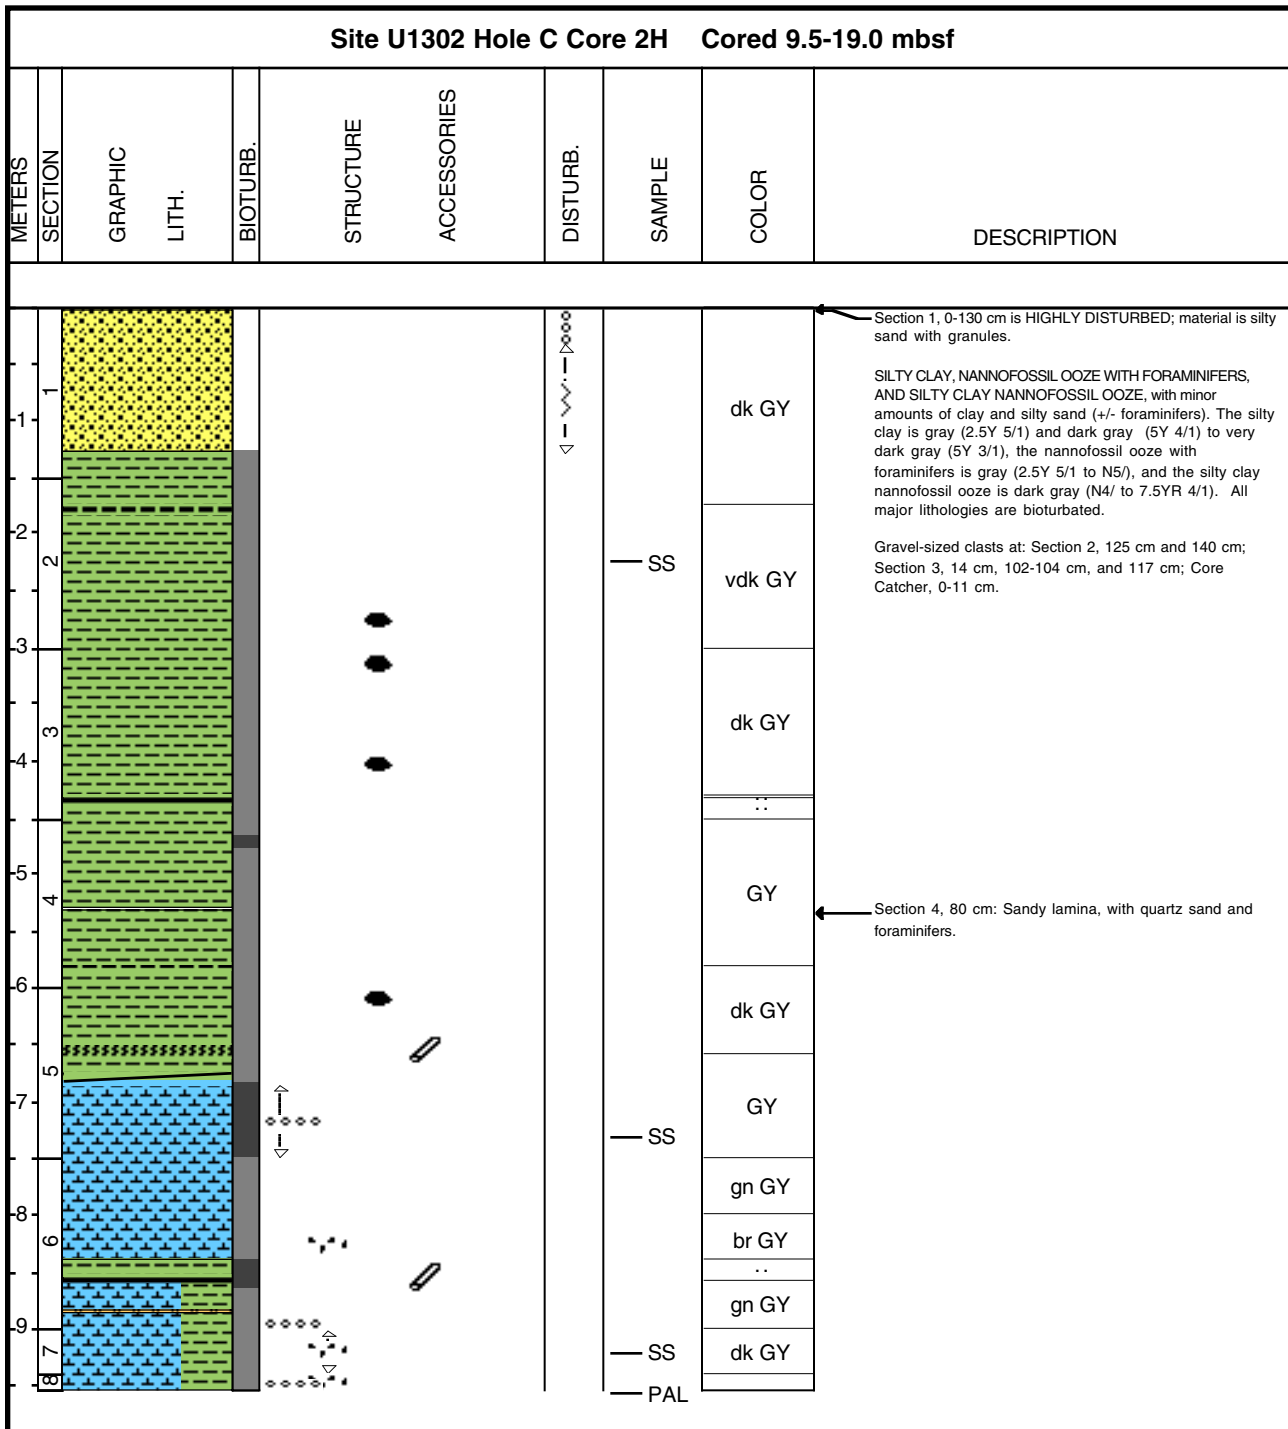 Site U1302 Hole C Core 2H Cored 9.5-19.0 mbsf
METERS
SECTION
GRAPHIC
LITH.
BIOTURB.
STRUCTURE
ACCESSORIES
DISTURB.
SAMPLE
COLOR
DESCRIPTION
1
2
3
4
5
6
7
8
9
1
2
3
4
5
6
7
8
SS
SS
SS
PAL
dk GY
vdk GY
dk GY
GY
dk GY
GY
gn GY
br GY
gn GY
dk GY
Section 1, 0-130 cm is HIGHLY DISTURBED; material is silty
sand with granules.
SILTY CLAY, NANNOFOSSIL OOZE WITH FORAMINIFERS,
AND SILTY CLAY NANNOFOSSIL OOZE, with minor
amounts of clay and silty sand (+/- foraminifers). The silty
clay is gray (2.5Y 5/1) and dark gray (5Y 4/1) to very
dark gray (5Y 3/1), the nannofossil ooze with
foraminifers is gray (2.5Y 5/1 to N5/), and the silty clay
nannofossil ooze is dark gray (N4/ to 7.5YR 4/1). All
major lithologies are bioturbated.
Gravel-sized clasts at: Section 2, 125 cm and 140 cm;
Section 3, 14 cm, 102-104 cm, and 117 cm; Core
Catcher, 0-11 cm.
Section 4, 80 cm: Sandy lamina, with quartz sand and
foraminifers.